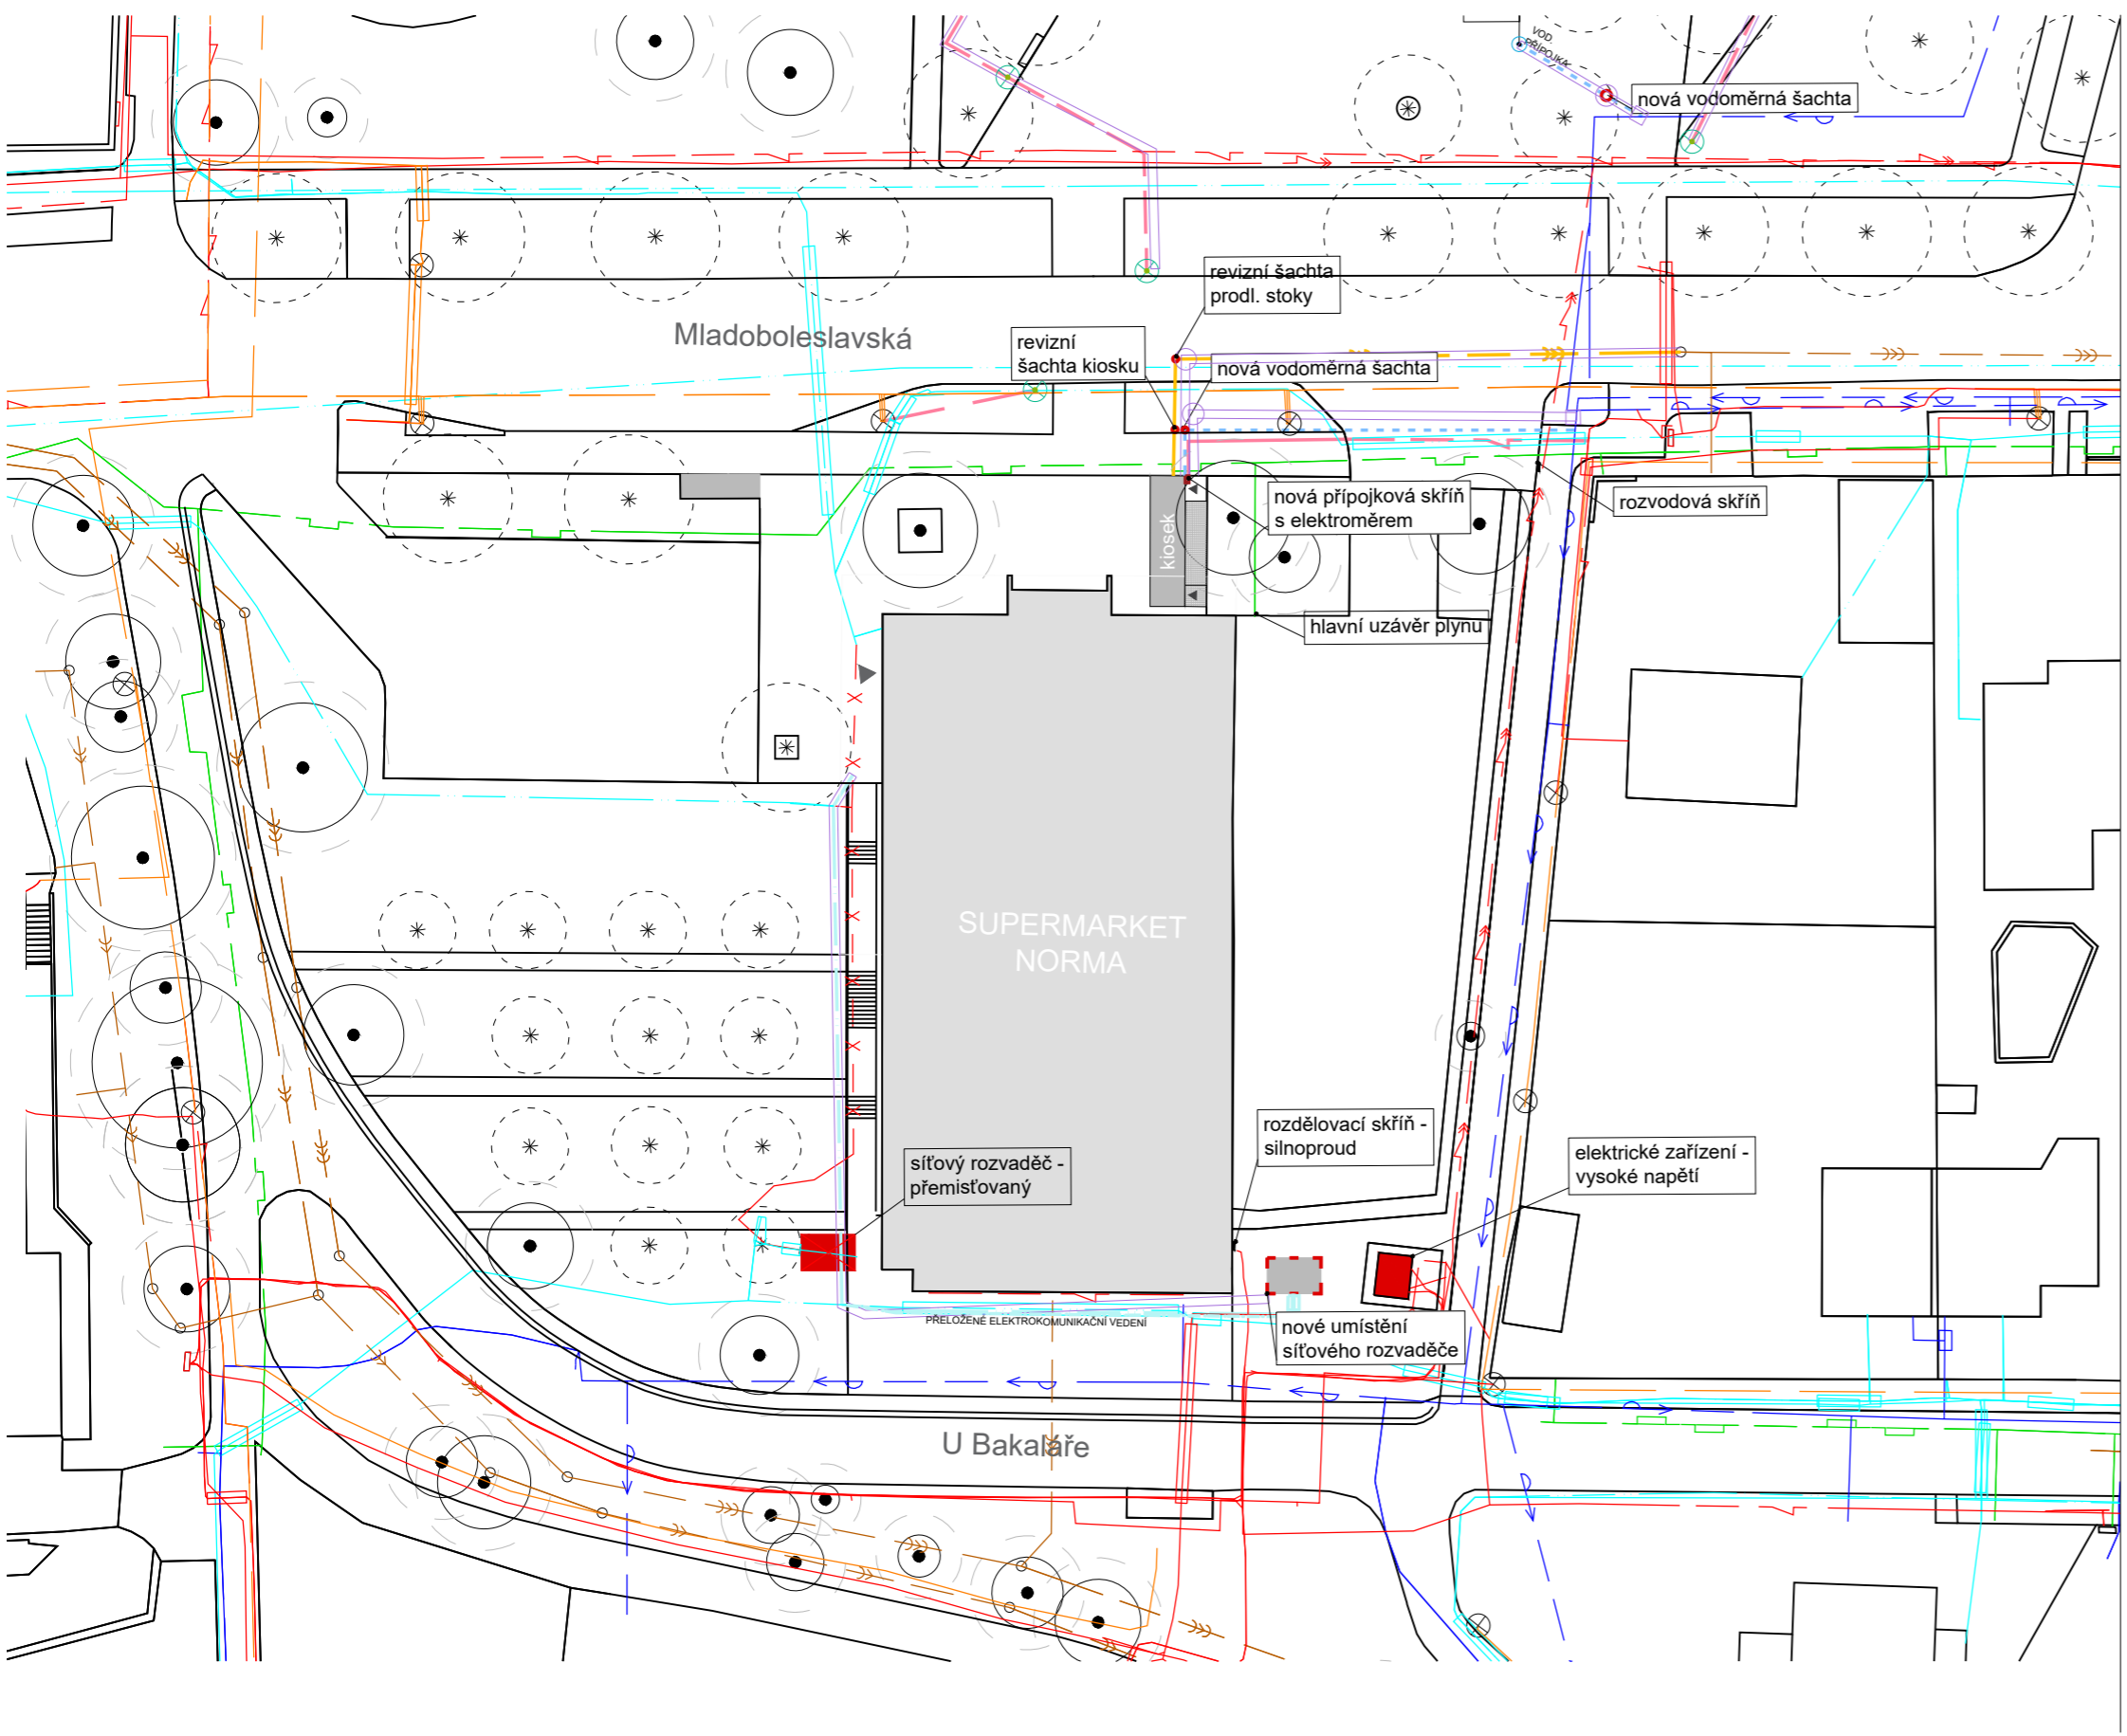 VOD.
PŘÍPOJKA
nová vodoměrná šachta
revizní šachta
prodl. stoky
Mladoboleslavská
revizní
šachta kiosku
nová vodoměrná šachta
nová přípojková skříň
s elektroměrem
rozvodová skříň
kiosek
hlavní uzávěr plynu
SUPERMARKET
NORMA
rozdělovací skříň -
silnoproud
elektrické zařízení -
vysoké napětí
síťový rozvaděč -
přemisťovaný
PŘELOŽENÉ ELEKTROKOMUNIKAČNÍ VEDENÍ
nové umístění
síťového rozvaděče
U Bakaláře